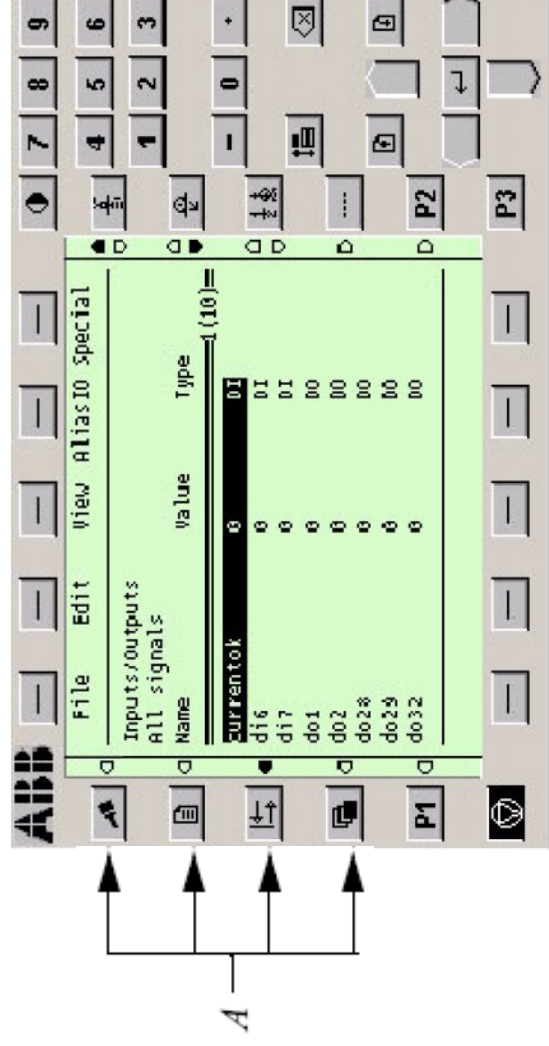 ABB
File Edit View AliasIO Special
Inputs/Outputs
All signals
Name Value Type
1(10)
currentok 0 DI
di6 0 DI
di7 0 DI
do1 0 DO
do2 0 DO
do28 0 DO
do29 0 DO
do32 0 DO
7 8 9
4 5 6
1 2 3
- 0 .
P1
P2
P3
A